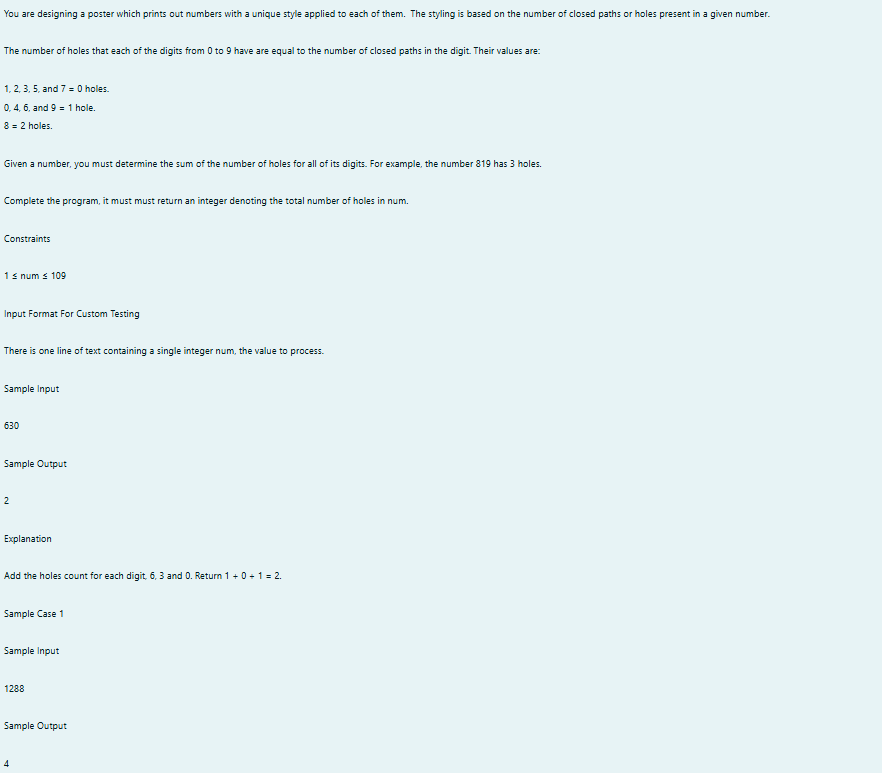 You are designing a poster which prints out numbers with a unique style applied to each of them.  The styling is based on the number of closed paths or holes present in a given number.
The number of holes that each of the digits from 0 to 9 have are equal to the number of closed paths in the digit. Their values are:
1, 2, 3, 5, and 7 = 0 holes.
0, 4, 6, and 9 = 1 hole.
8 = 2 holes.
Given a number, you must determine the sum of the number of holes for all of its digits. For example, the number 819 has 3 holes.
Complete the program, it must must return an integer denoting the total number of holes in num.
Constraints
1 ≤ num ≤ 109
Input Format For Custom Testing
There is one line of text containing a single integer num, the value to process.
Sample Input
630
Sample Output
2
Explanation
Add the holes count for each digit, 6, 3 and 0. Return 1 + 0 + 1 = 2.
Sample Case 1
Sample Input
1288
Sample Output
4